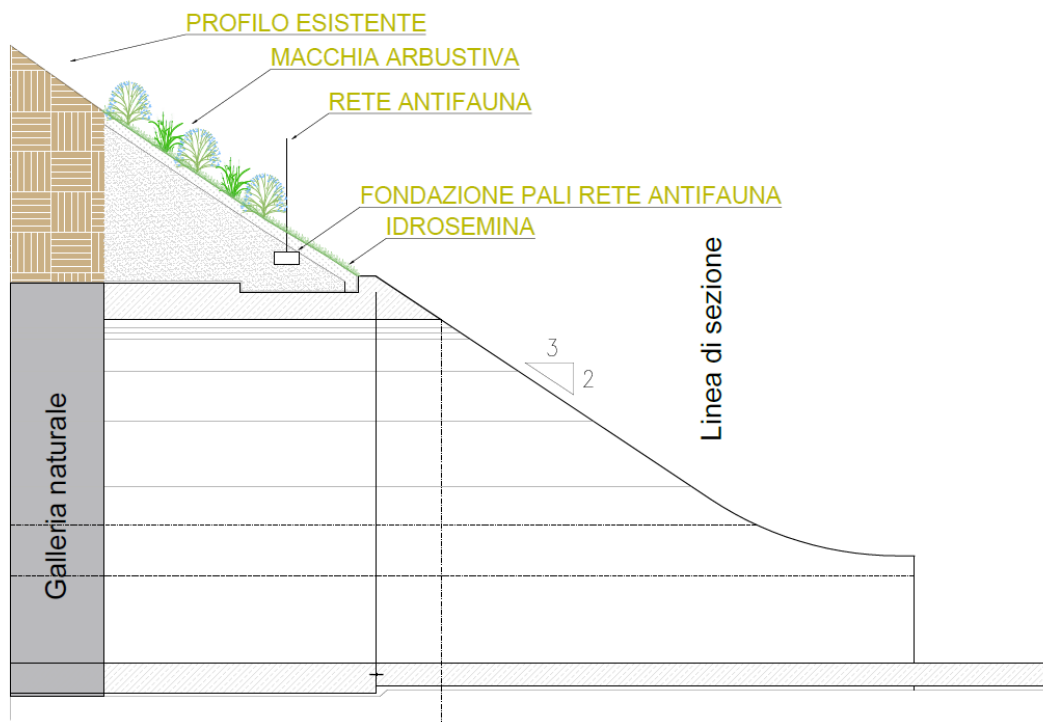 PROFILO ESISTENTE
MACCHIA ARBUSTIVA
RETE ANTIFAUNA
FONDAZIONE PALI RETE ANTIFAUNA
IDROSEMINA
Linea di sezione
3
2
Galleria naturale